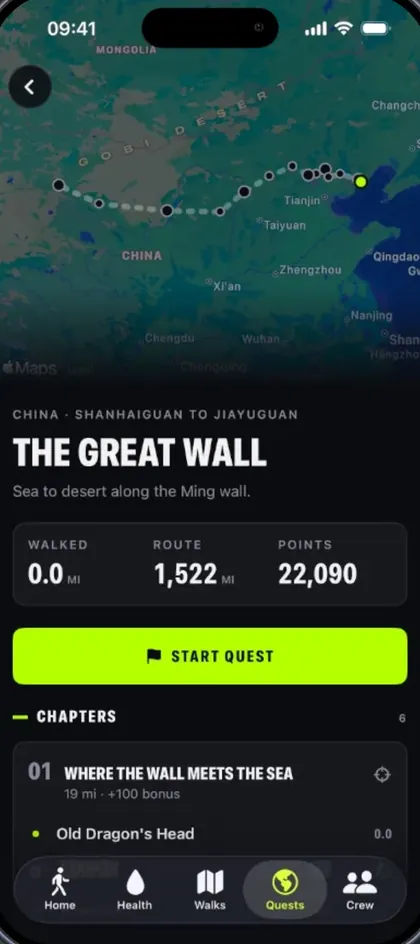 09:41
MONGOLIA
GOBI DESERT
Changch
Tianjin
Taiyuan
CHINA
Qingdao
Zhengzhou
Xi'an
Nanjing
Chengdu
Wuhan
Shan
Hangzhou
Maps
Chongqing
CHINA · SHANHAIGUAN TO JIAYUGUAN
THE GREAT WALL
Sea to desert along the Ming wall.
WALKED ROUTE POINTS
0.0 MI 1,522 MI 22,090
START QUEST
CHAPTERS 6
01 WHERE THE WALL MEETS THE SEA
19 mi · +100 bonus
Old Dragon's Head 0.0
Home Health Walks Quests Crew